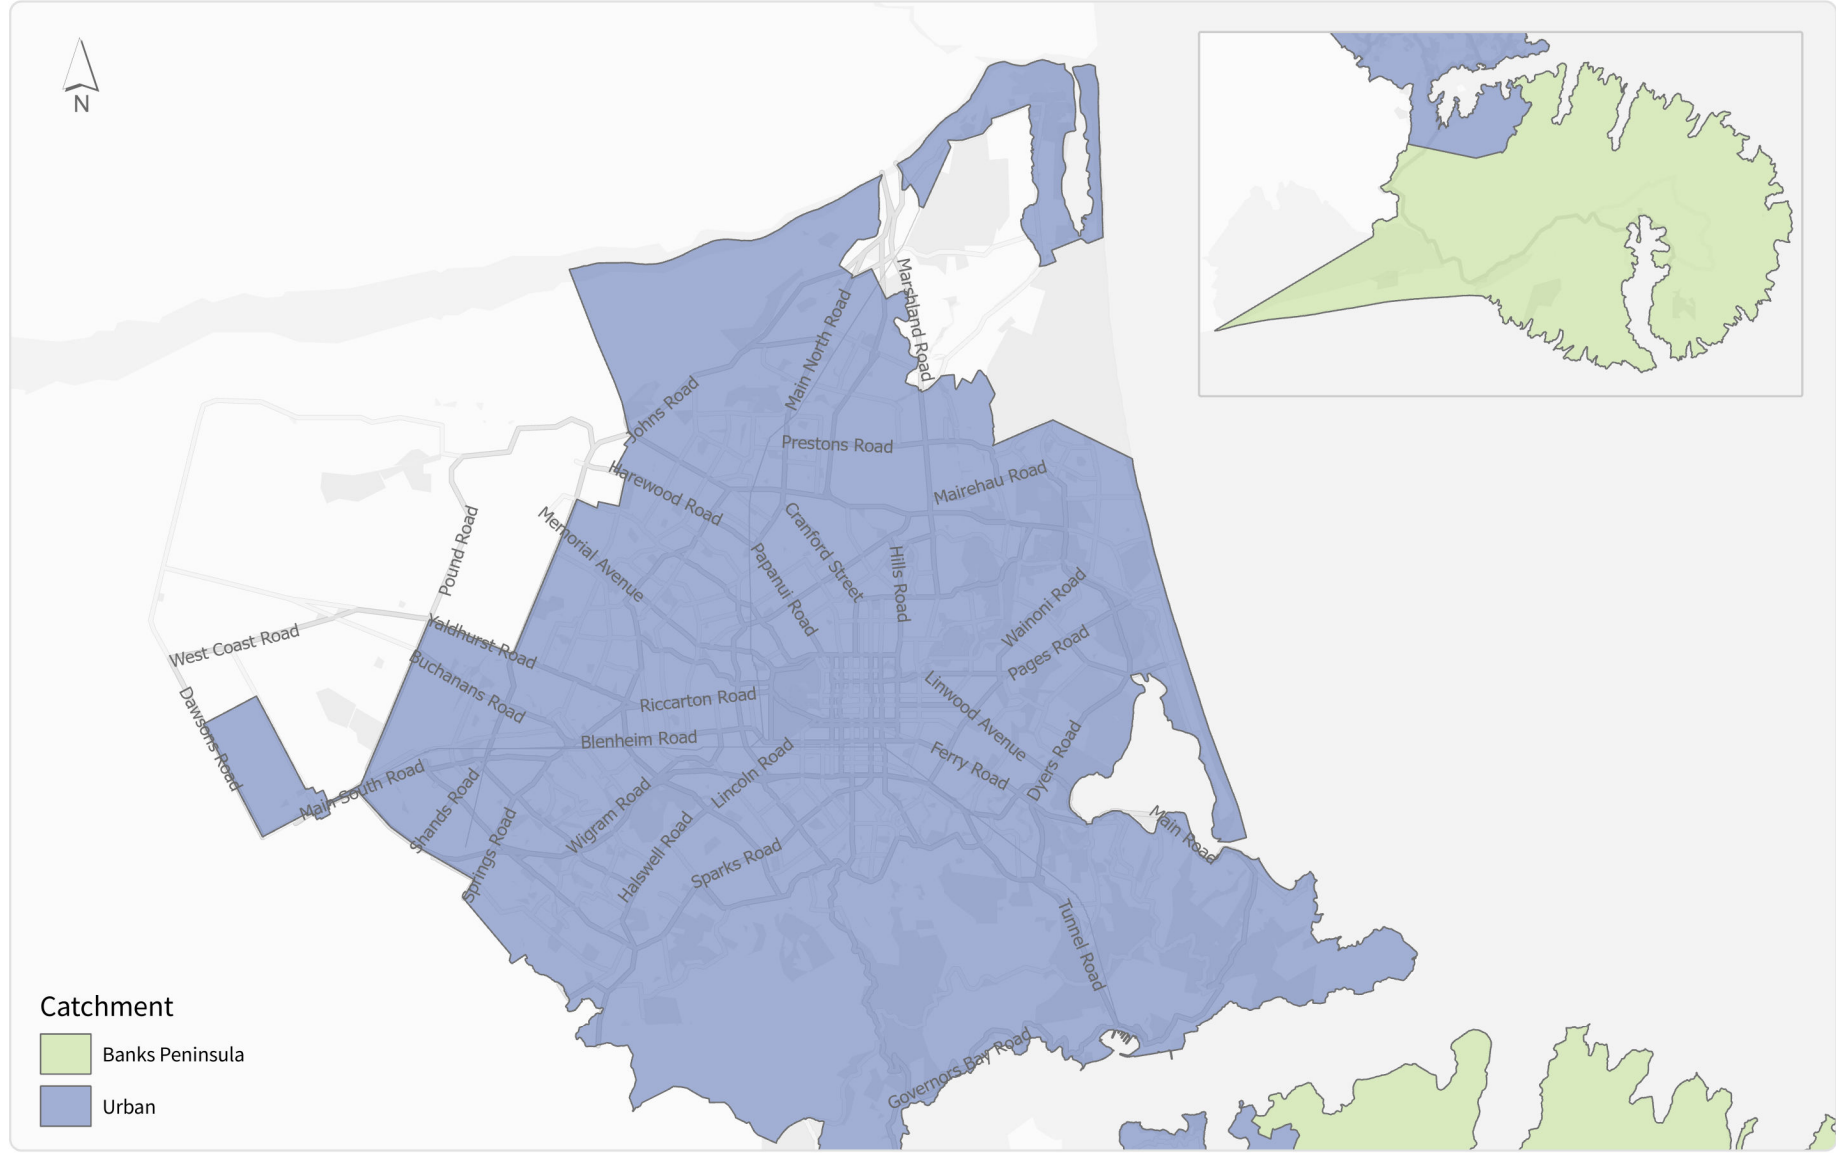 N
Marshland Road
Main North Road
Johns Road
Prestons Road
Mairehau Road
Harewood Road
Memorial Avenue
Pound Road
Cranford Street
Papanui Road
Hills Road
Wainoni Road
Pages Road
West Coast Road
Yaldhurst Road
Buchanans Road
Riccarton Road
Linwood Avenue
Dawsons Road
Blenheim Road
Ferry Road
Dyers Road
Main South Road
Lincoln Road
Shands Road
Springs Road
Wigram Road
Halswell Road
Sparks Road
Main Road
Tunnel Road
Governors Bay Road
Catchment
Banks Peninsula
Urban